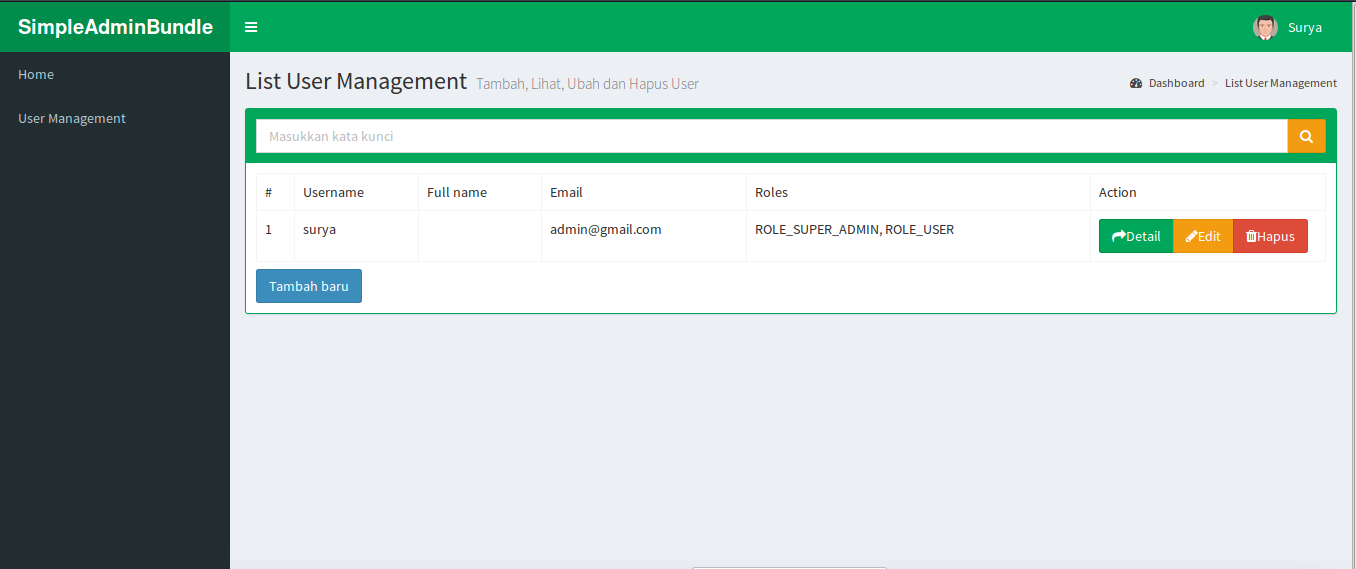 SimpleAdminBundle
Surya
Home
User Management
List User Management Tambah, Lihat, Ubah dan Hapus User
Dashboard > List User Management
Masukkan kata kunci
# Username Full name Email Roles Action
1 surya admin@gmail.com ROLE_SUPER_ADMIN, ROLE_USER Detail Edit Hapus
Tambah baru